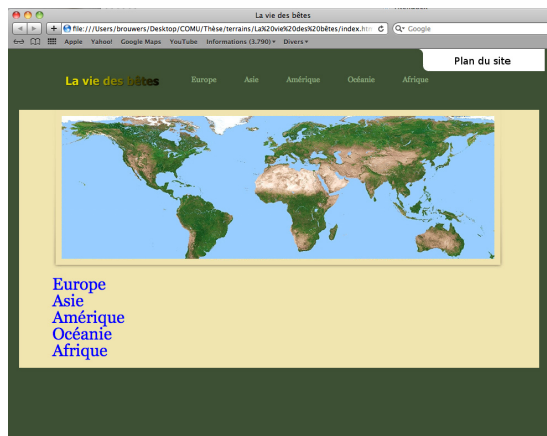 La vie des bêtes
file:///Users/brouwers/Desktop/COMU/Thèse/terrains/La%20vie%20des%20bêtes/index.htm
Google
Apple Yahoo! Google Maps YouTube Informations (3.790) Divers
Plan du site
La vie des bêtes Europe Asie Amérique Océanie Afrique
Europe
Asie
Amérique
Océanie
Afrique